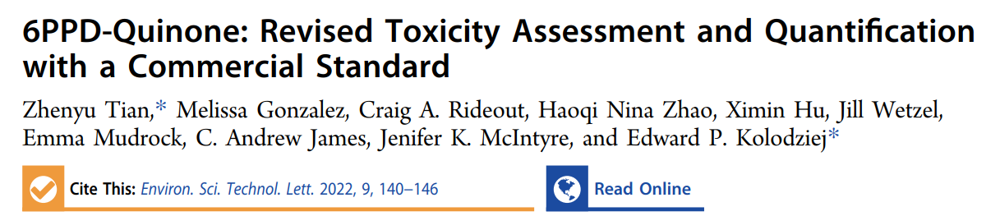 6PPD-Quinone: Revised Toxicity Assessment and Quantification
with a Commercial Standard
Zhenyu Tian,* Melissa Gonzalez, Craig A. Rideout, Haoqi Nina Zhao, Ximin Hu, Jill Wetzel,
Emma Mudrock, C. Andrew James, Jenifer K. McIntyre, and Edward P. Kolodziej*
Cite This: Environ. Sci. Technol. Lett. 2022, 9, 140–146
Read Online